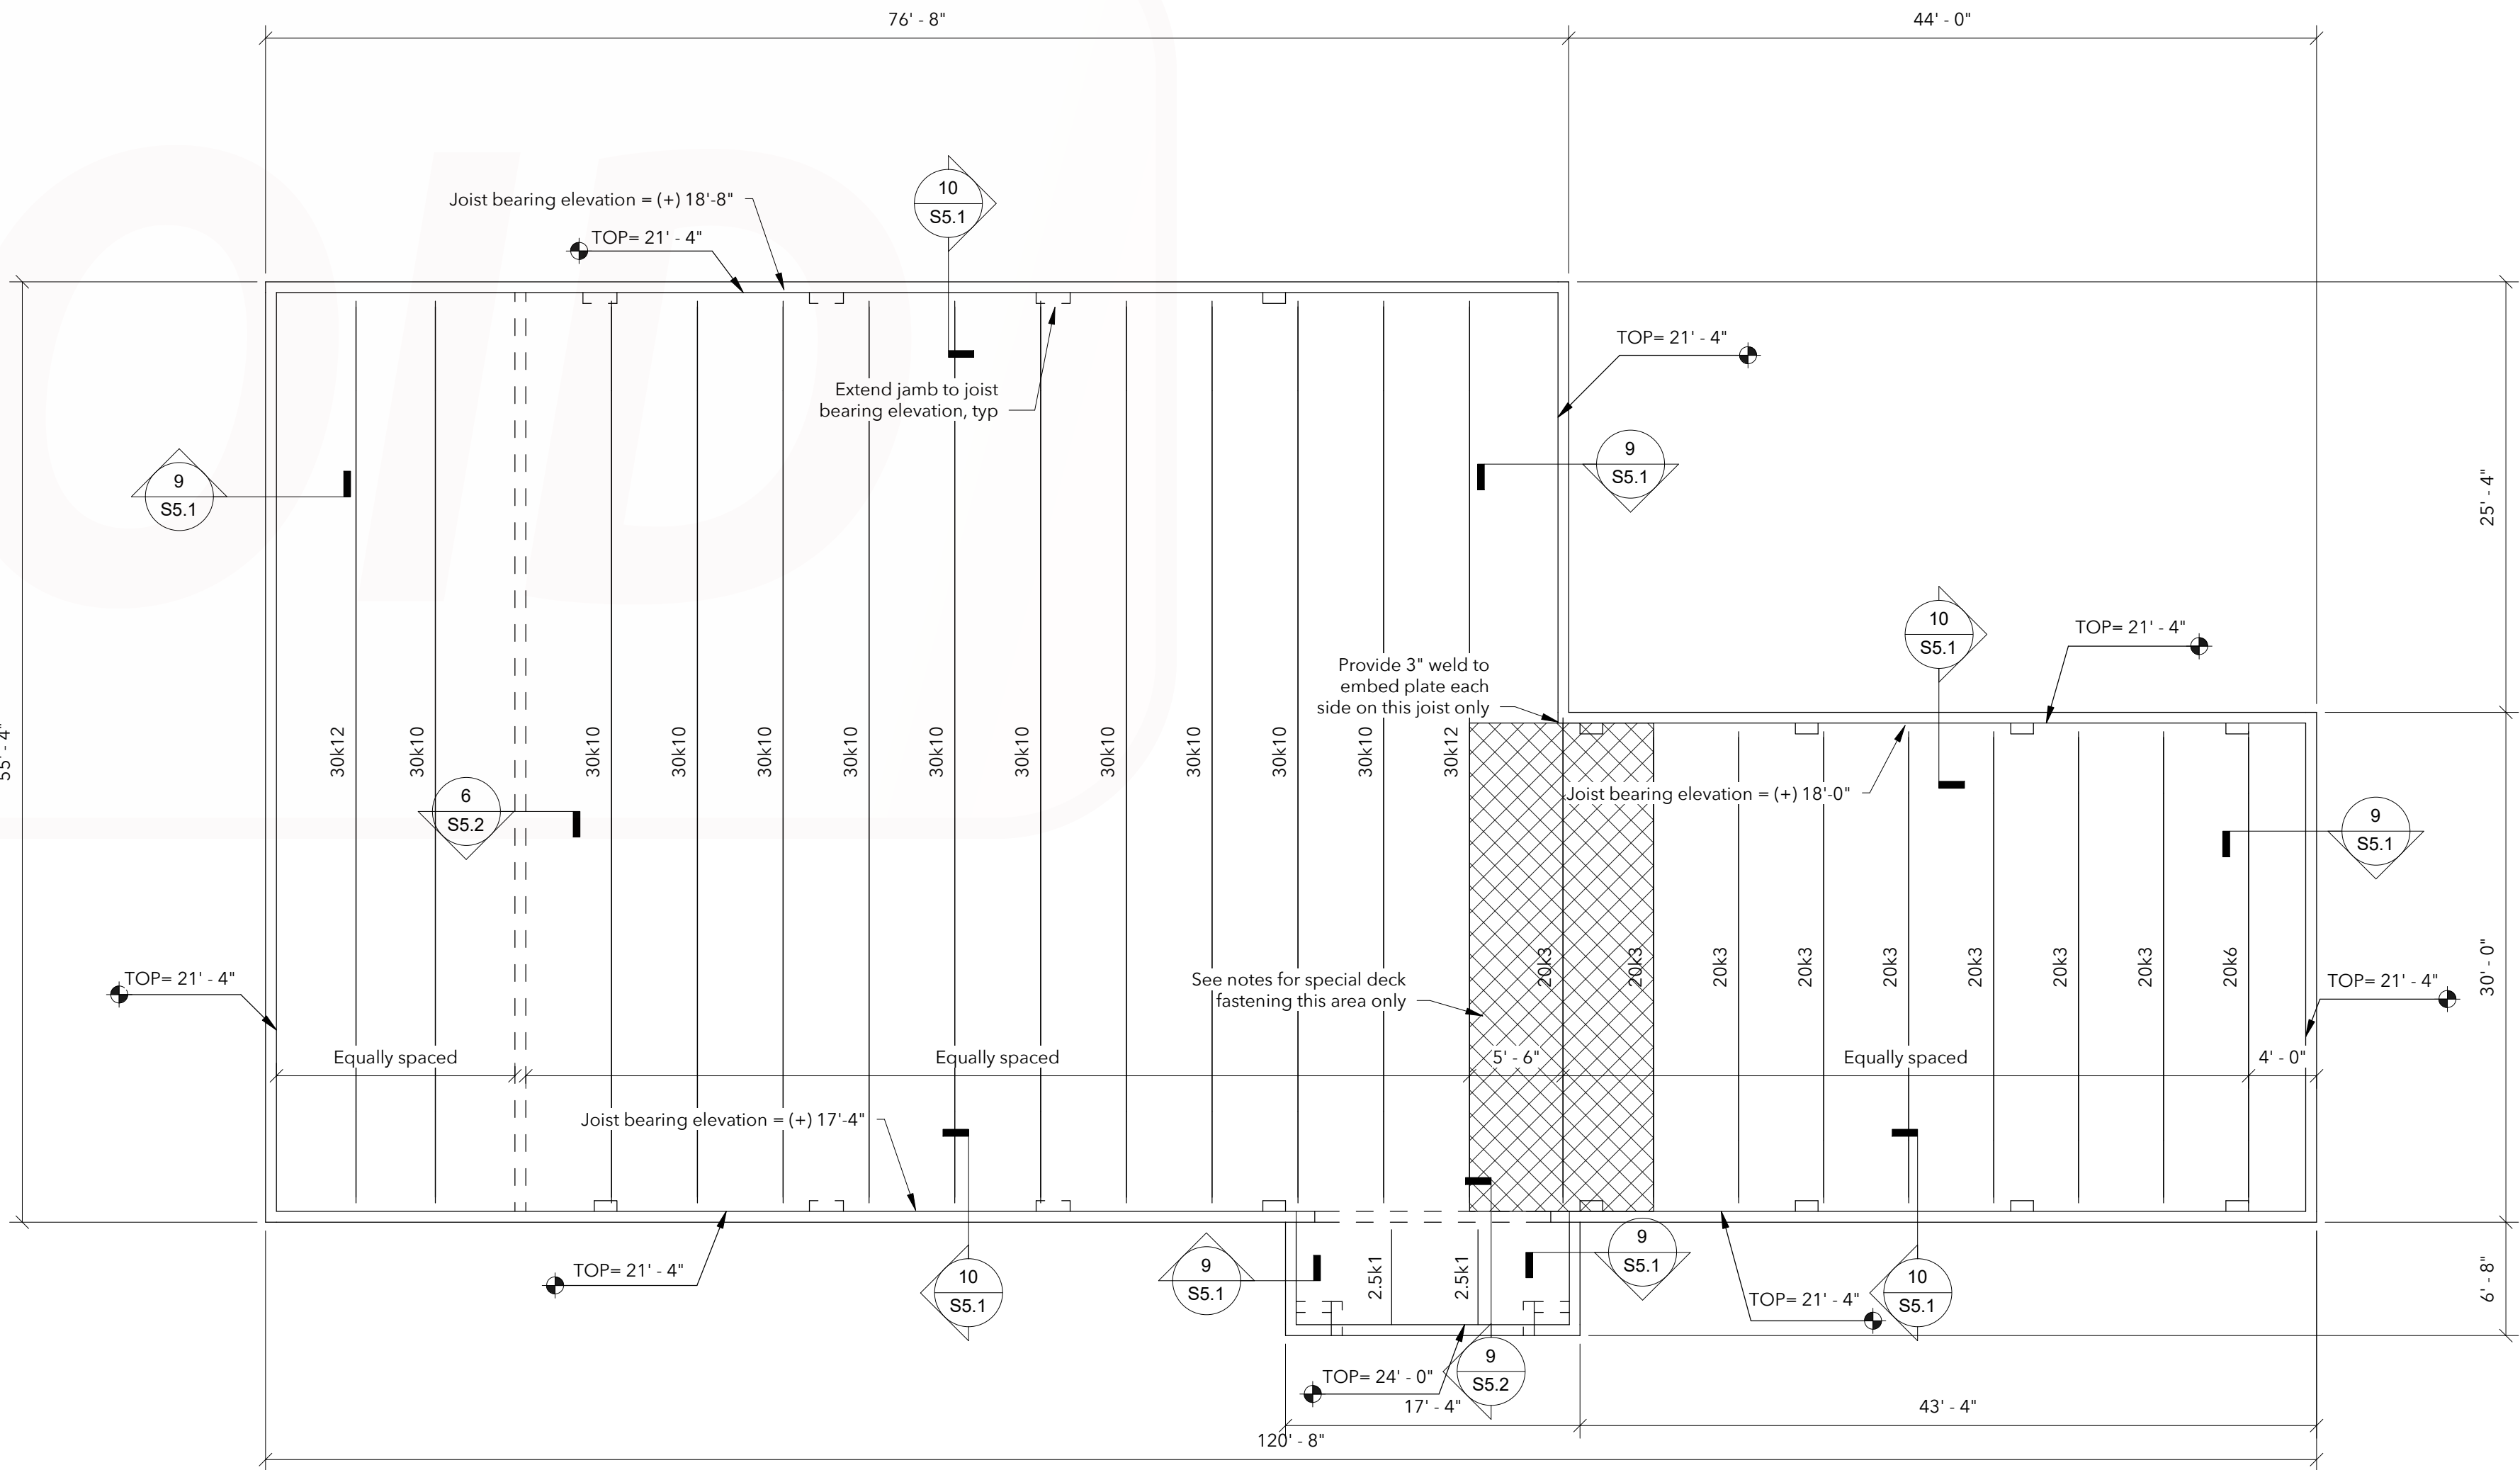 76' - 8"
44' - 0"
10
S5.1
Joist bearing elevation = (+) 18'-8"
TOP= 21' - 4"
TOP= 21' - 4"
Extend jamb to joist
bearing elevation, typ
9
S5.1
9
S5.1
25' - 4"
10
S5.1
TOP= 21' - 4"
Provide 3" weld to
embed plate each
side on this joist only
55' - 4"
30k12
30k10
30k10
30k10
30k10
30k10
30k10
30k10
30k10
30k10
30k10
30k10
30k12
Joist bearing elevation = (+) 18'-0"
6
S5.2
9
S5.1
20k3
20k3
20k3
20k3
20k3
20k3
20k3
20k3
20k6
30' - 0"
TOP= 21' - 4"
See notes for special deck
fastening this area only
TOP= 21' - 4"
Equally spaced
Equally spaced
5' - 6"
Equally spaced
4' - 0"
Joist bearing elevation = (+) 17'-4"
TOP= 21' - 4"
10
S5.1
9
S5.1
2.5k1
2.5k1
9
S5.1
TOP= 21' - 4"
10
S5.1
6' - 8"
TOP= 24' - 0"
9
S5.2
17' - 4"
43' - 4"
120' - 8"